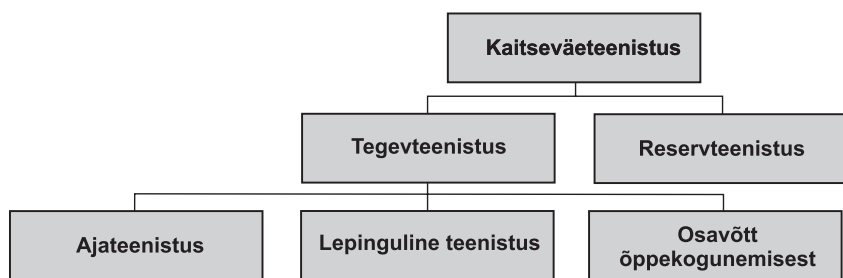 Kaitseväeteenistus
Tegevteenistus
Reservteenistus
Ajateenistus
Lepinguline teenistus
Osavõtt
õppekogunemisest